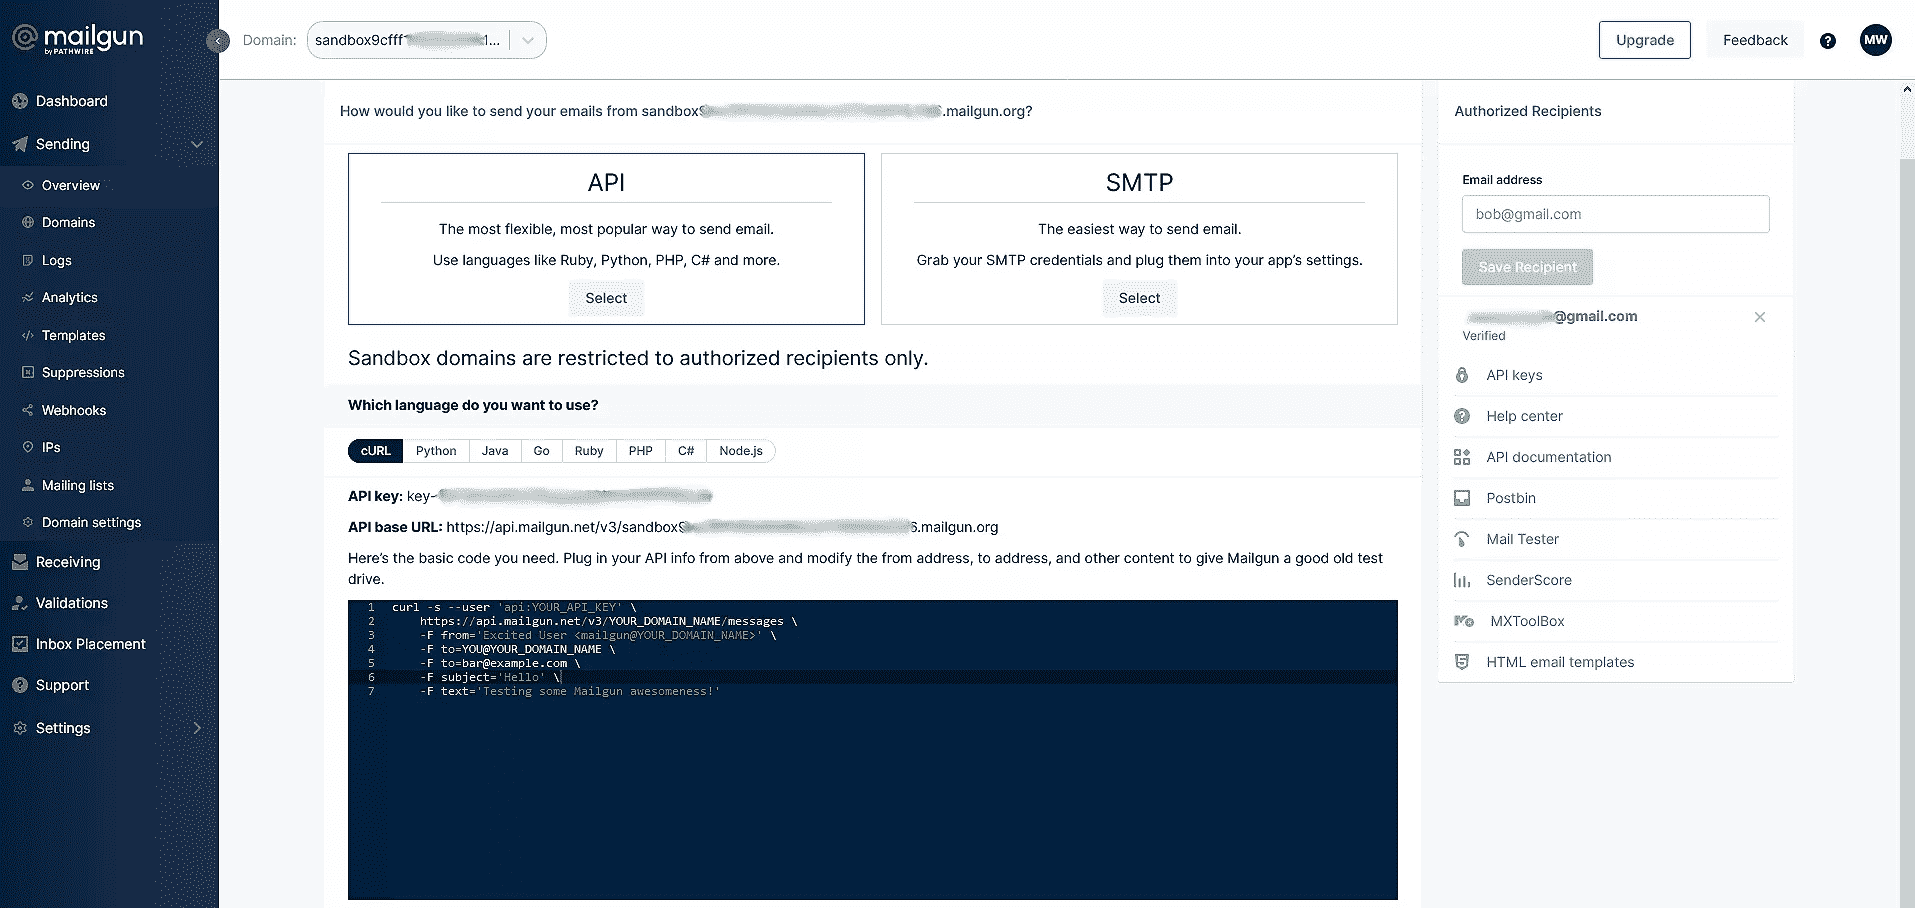 mailgun
by PATHWIRE
Domain:
sandbox9cfff 1...
Upgrade
Feedback
?
MW
Dashboard
Sending
Overview
Domains
Logs
Analytics
Templates
Suppressions
Webhooks
IPs
Mailing lists
Domain settings
Receiving
Validations
Inbox Placement
Support
Settings
How would you like to send your emails from sandbox .mailgun.org?
API
The most flexible, most popular way to send email.
Use languages like Ruby, Python, PHP, C# and more.
Select
SMTP
The easiest way to send email.
Grab your SMTP credentials and plug them into your app's settings.
Select
Sandbox domains are restricted to authorized recipients only.
Which language do you want to use?
cURL Python Java Go Ruby PHP C# Node.js
API key: key-
API base URL: https://api.mailgun.net/v3/sandbox9 6.mailgun.org
Here's the basic code you need. Plug in your API info from above and modify the from address, to address, and other content to give Mailgun a good old test
drive.
1 curl -s --user 'api:YOUR_API_KEY' \
2 https://api.mailgun.net/v3/YOUR_DOMAIN_NAME/messages \
3 -F from='Excited User <mailgun@YOUR_DOMAIN_NAME>' \
4 -F to=YOU@YOUR_DOMAIN_NAME \
5 -F to=bar@example.com \
6 -F subject='Hello' \
7 -F text='Testing some Mailgun awesomeness!'
Authorized Recipients
Email address
bob@gmail.com
Save Recipient
@gmail.com
Verified
API keys
Help center
API documentation
Postbin
Mail Tester
SenderScore
MXToolBox
HTML email templates